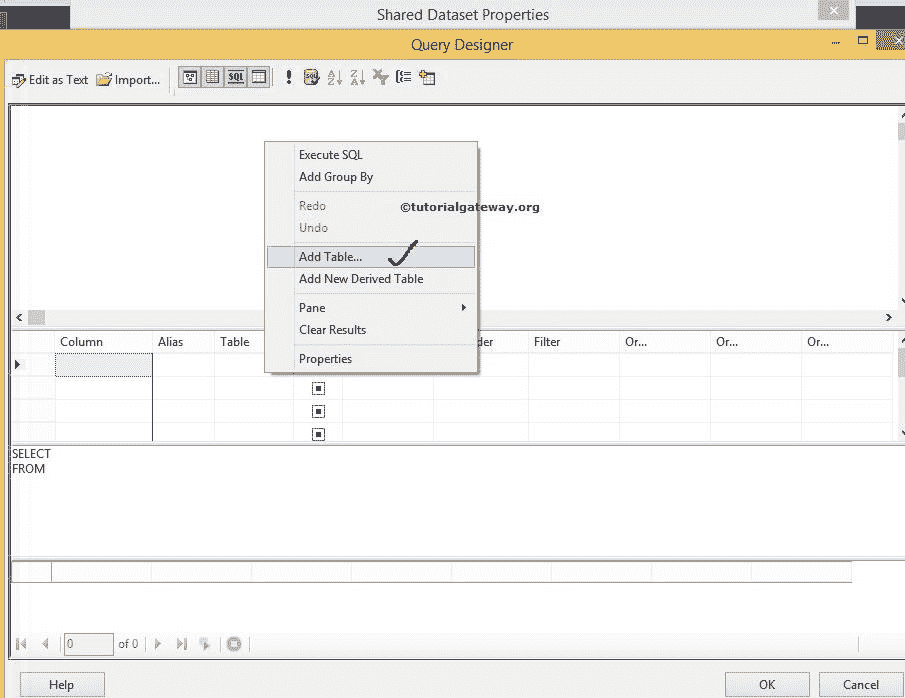 Shared Dataset Properties
Query Designer
Edit as Text Import... SQL
Execute SQL
Add Group By
Redo
©tutorialgateway.org
Undo
Add Table...
Add New Derived Table
Pane
Clear Results
Properties
Column Alias Table der Filter Or... Or... Or...
SELECT
FROM
0 of 0
Help OK Cancel